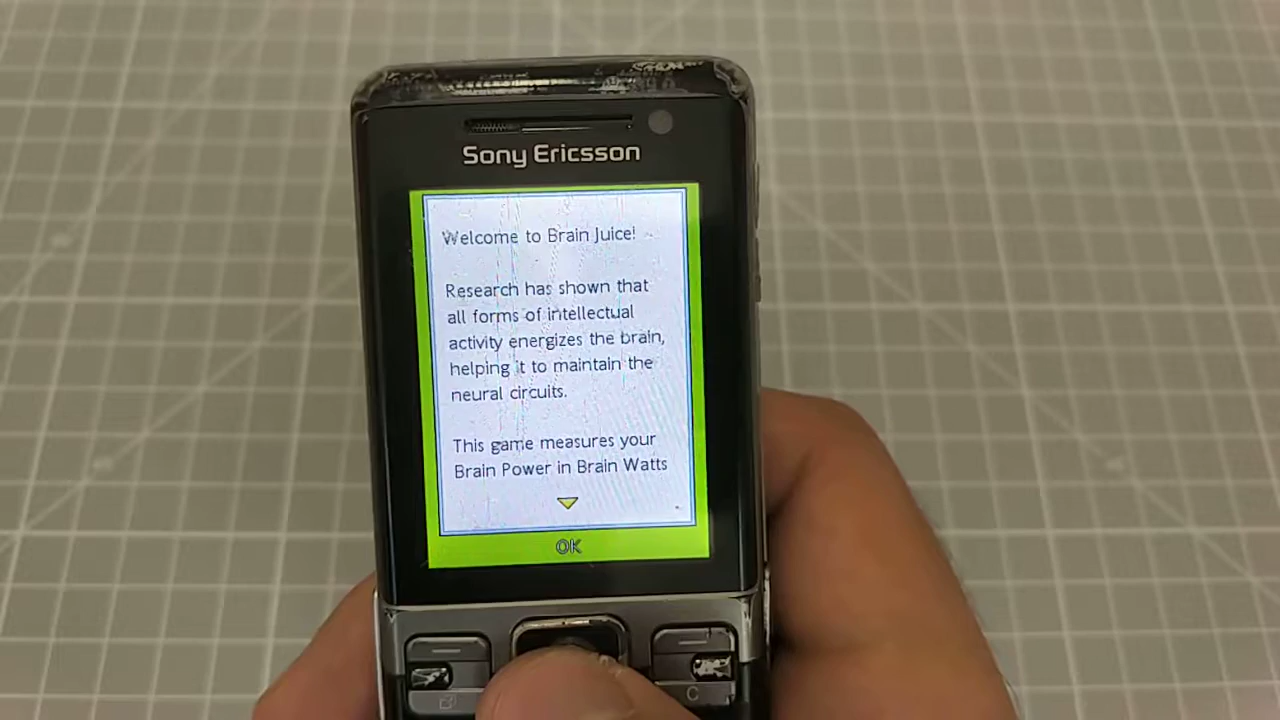 Sony Ericsson
Welcome to Brain Juice!
Research has shown that
all forms of intellectual
activity energizes the brain,
helping it to maintain the
neural circuits.
This game measures your
Brain Power in Brain Watts
OK
C